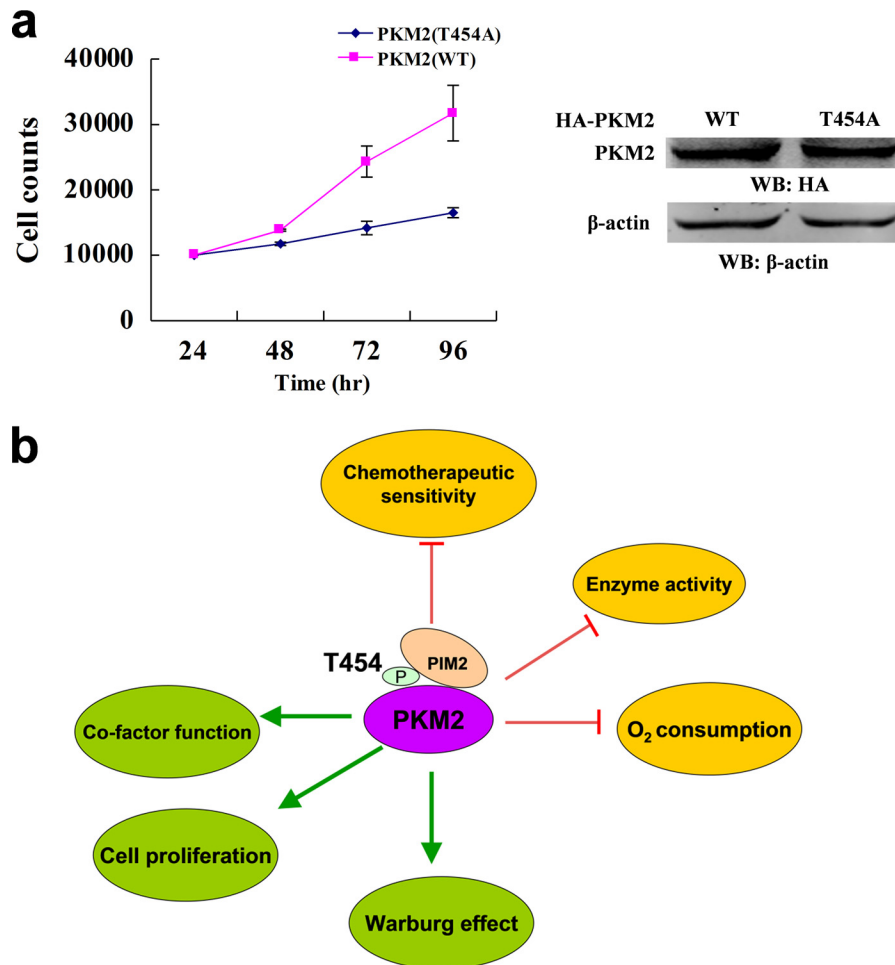 a
PKM2(T454A)
PKM2(WT)
40000
30000
20000
10000
0
Cell counts
24 48 72 96
Time (hr)
HA-PKM2 WT T454A
PKM2
WB: HA
β-actin
WB: β-actin
b
Chemotherapeutic
sensitivity
Enzyme activity
T454
P
PIM2
PKM2
Co-factor function
O₂ consumption
Cell proliferation
Warburg effect